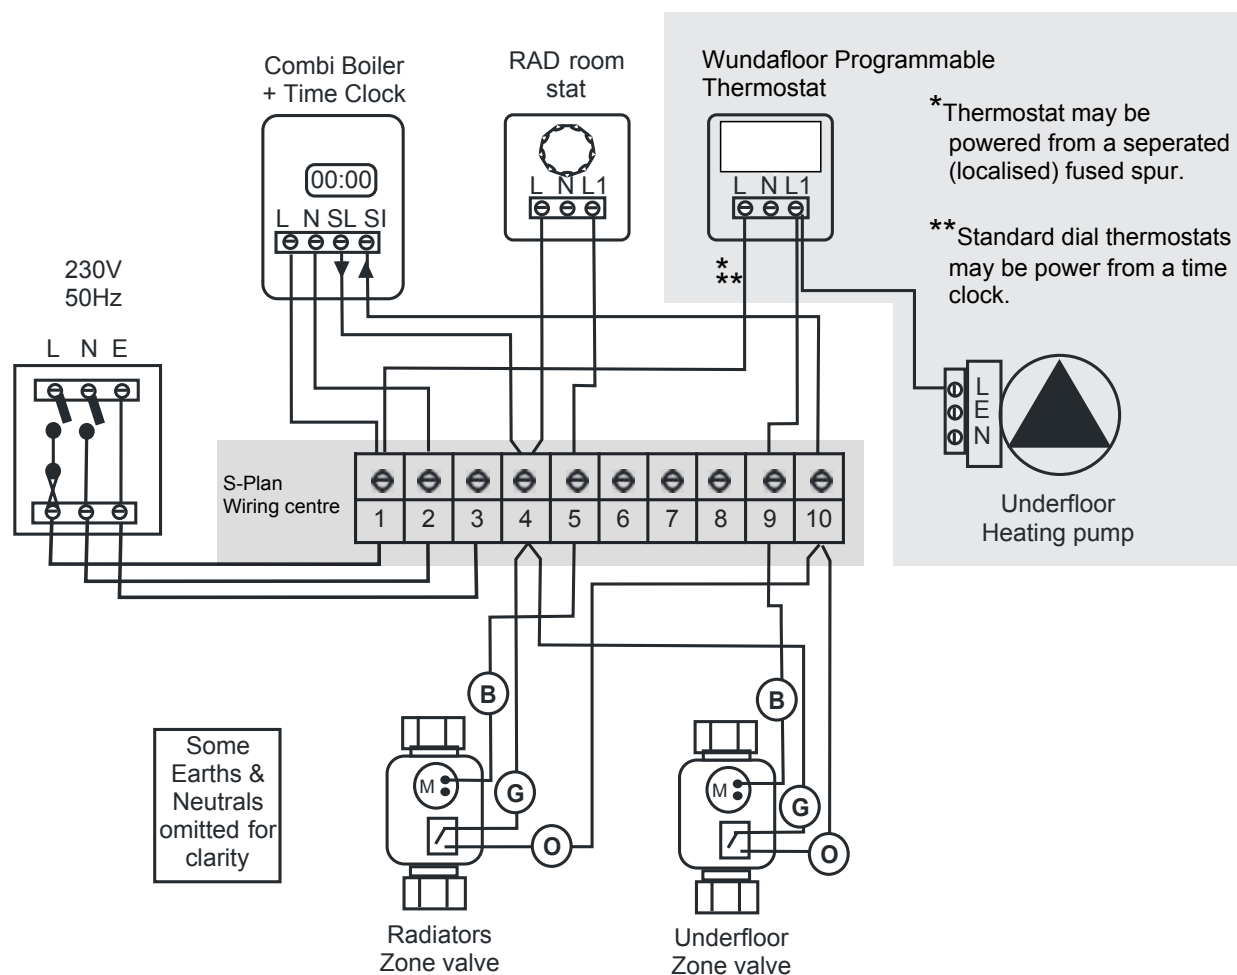 Combi Boiler
+ Time Clock
00:00
L N SL SI
RAD room
stat
L N L1
Wundafloor Programmable
Thermostat
L N L1
*
**
*Thermostat may be
powered from a seperated
(localised) fused spur.
**Standard dial thermostats
may be power from a time
clock.
230V
50Hz
L N E
L
E
N
Underfloor
Heating pump
S-Plan
Wiring centre
1 2 3 4 5 6 7 8 9 10
B
G
O
M
B
G
O
M
Some
Earths &
Neutrals
omitted for
clarity
Radiators
Zone valve
Underfloor
Zone valve